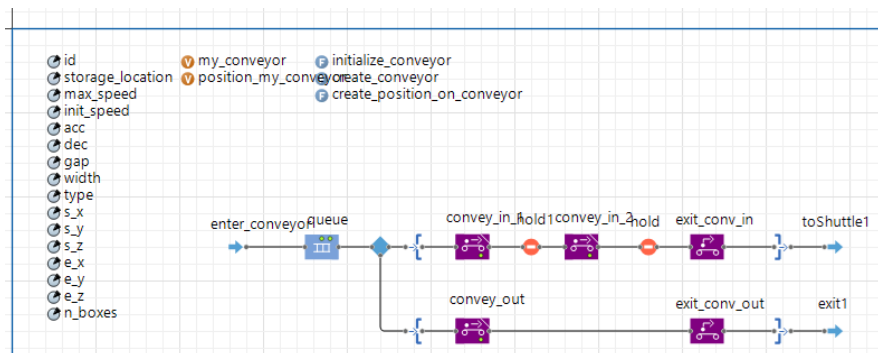 id
storage_location
max_speed
init_speed
acc
dec
gap
width
type
s_x
s_y
s_z
e_x
e_y
e_z
n_boxes
V my_conveyor
V position_my_conveyor
F initialize_conveyor
F create_conveyor
F create_position_on_conveyor
enter_conveyor
queue
convey_in_1
hold1
convey_in_2
hold
exit_conv_in
toShuttle1
convey_out
exit_conv_out
exit1